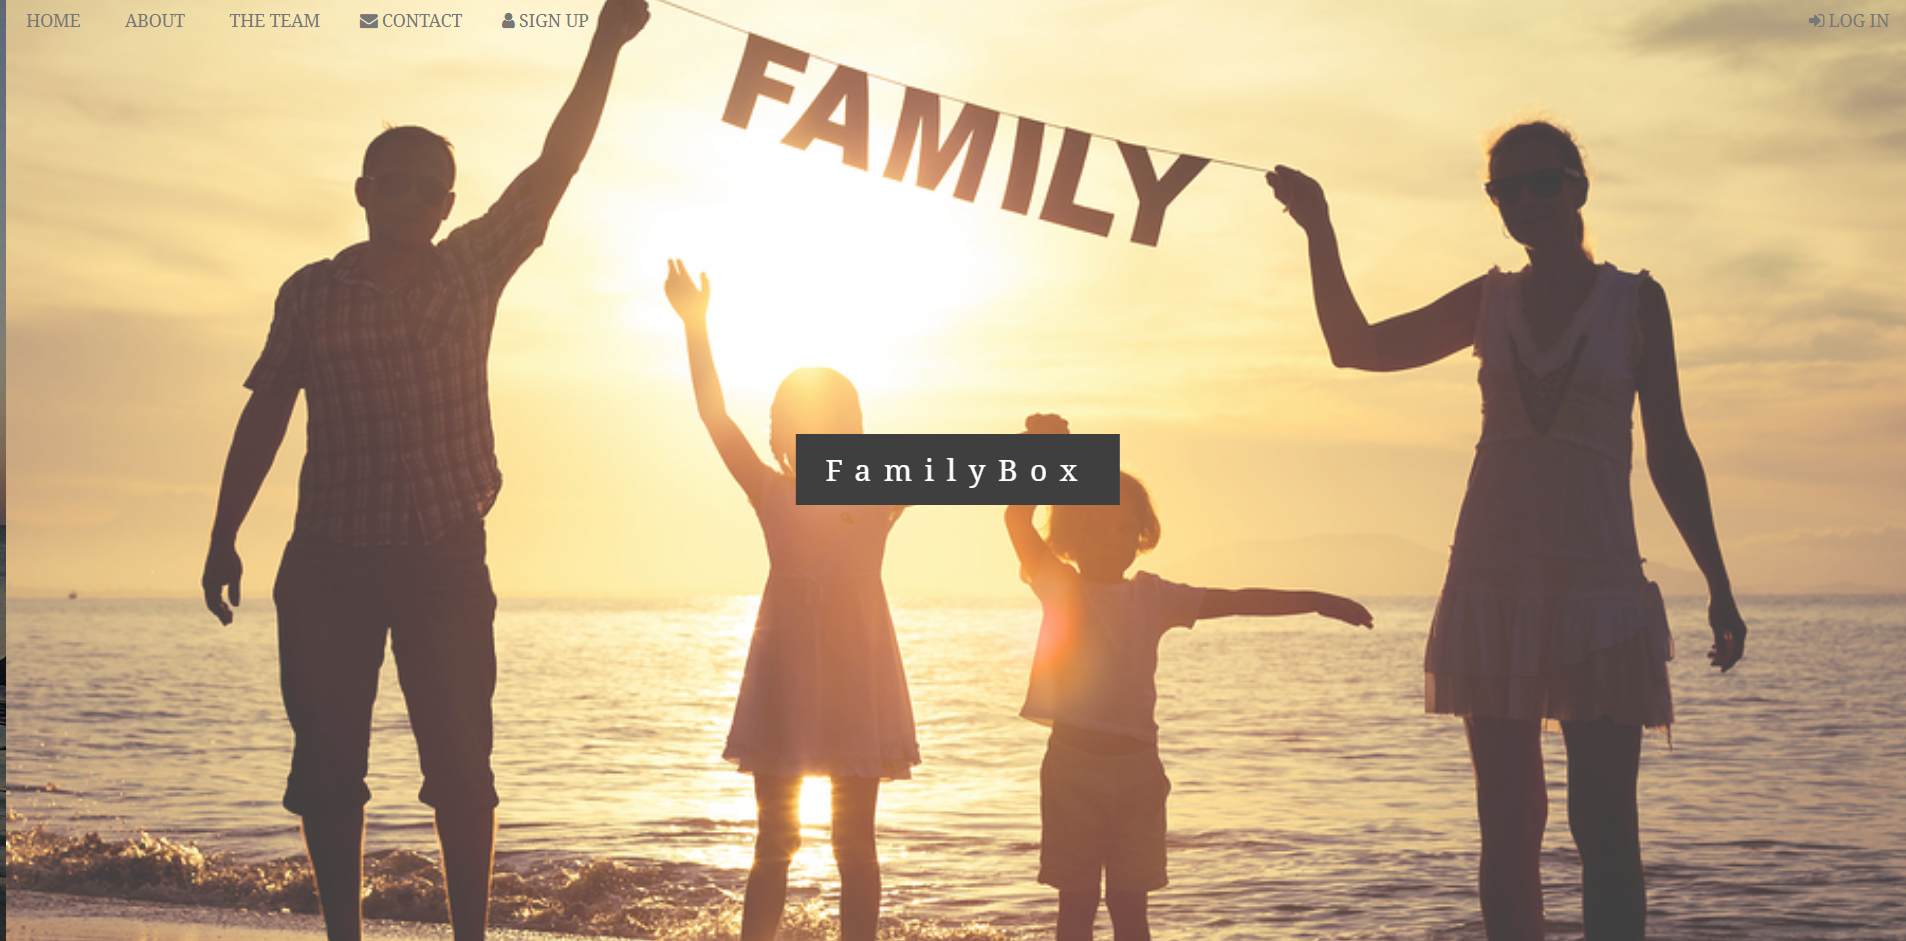 HOME ABOUT THE TEAM CONTACT SIGN UP LOG IN
FAMILY
FamilyBox